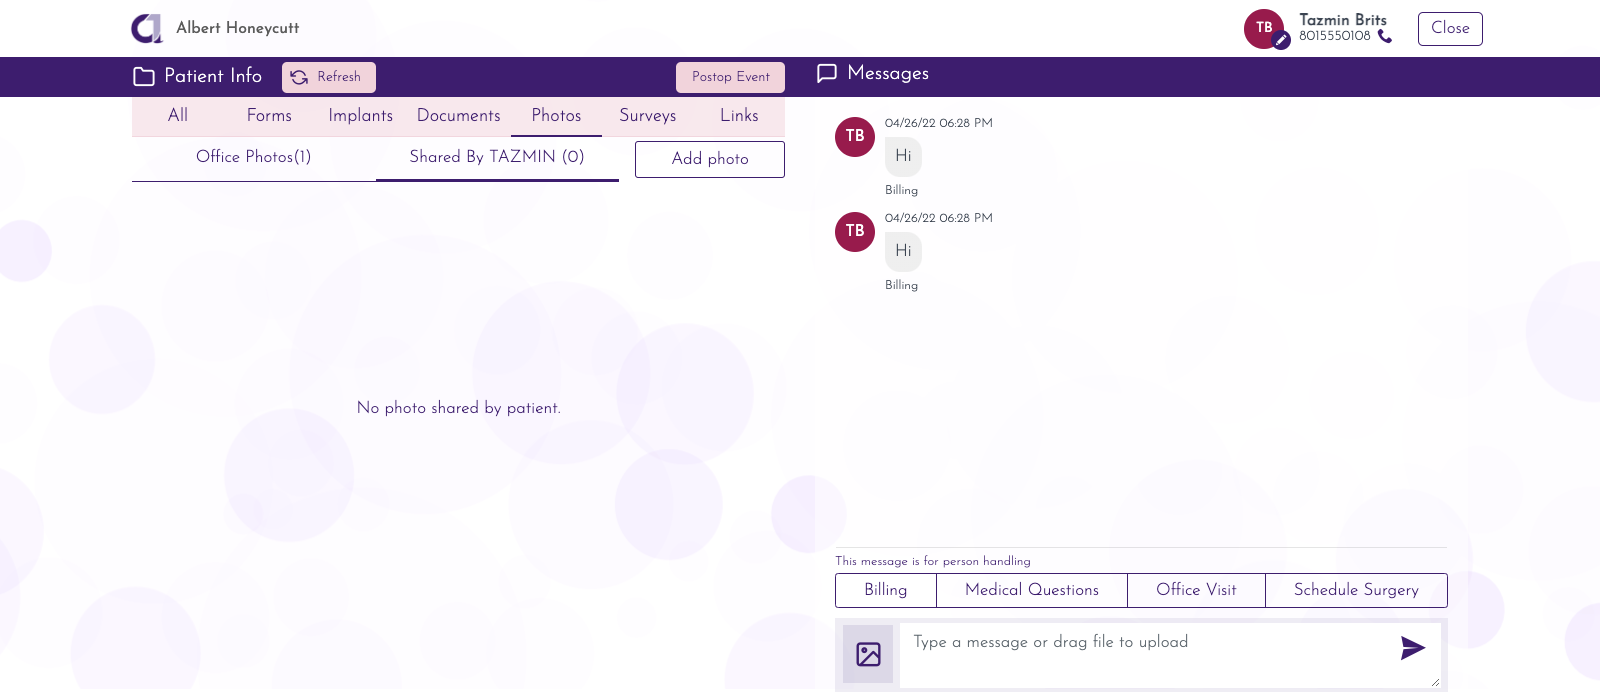 Albert Honeycutt
TB
Tazmin Brits
8015550108
Close
Patient Info
Refresh
Postop Event
Messages
All
Forms
Implants
Documents
Photos
Surveys
Links
Office Photos(1)
Shared By TAZMIN (0)
Add photo
No photo shared by patient.
TB
04/26/22 06:28 PM
Hi
Billing
TB
04/26/22 06:28 PM
Hi
Billing
This message is for person handling
Billing
Medical Questions
Office Visit
Schedule Surgery
Type a message or drag file to upload